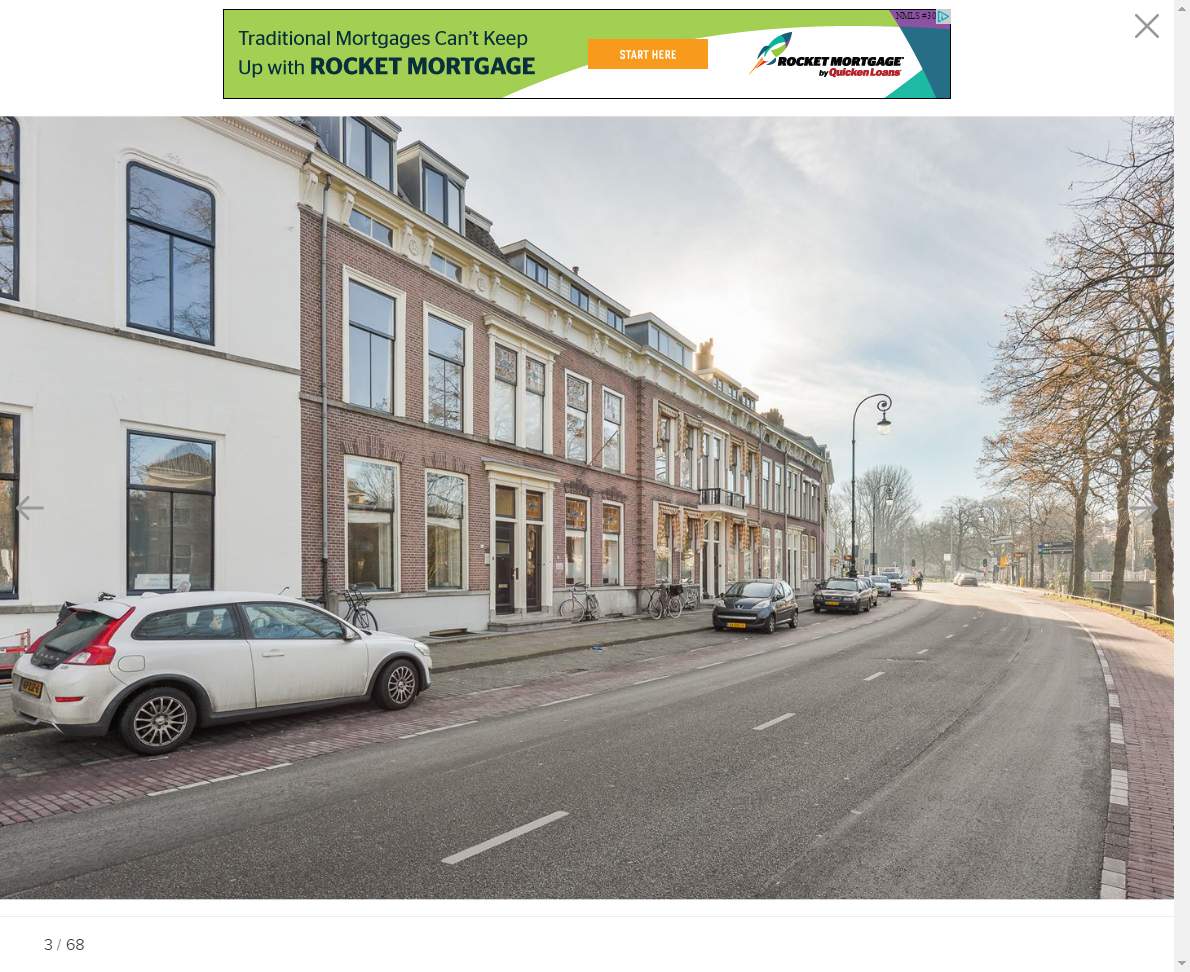 NMLS #30
Traditional Mortgages Can't Keep
Up with ROCKET MORTGAGE
START HERE
ROCKET MORTGAGE
by Quicken Loans
3 / 68